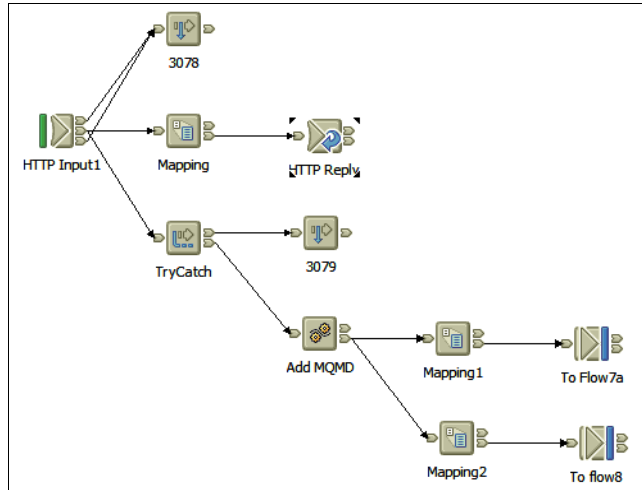 3078
HTTP Input1
Mapping
HTTP Reply
TryCatch
3079
Add MQMD
Mapping1
To Flow7a
Mapping2
To flow8